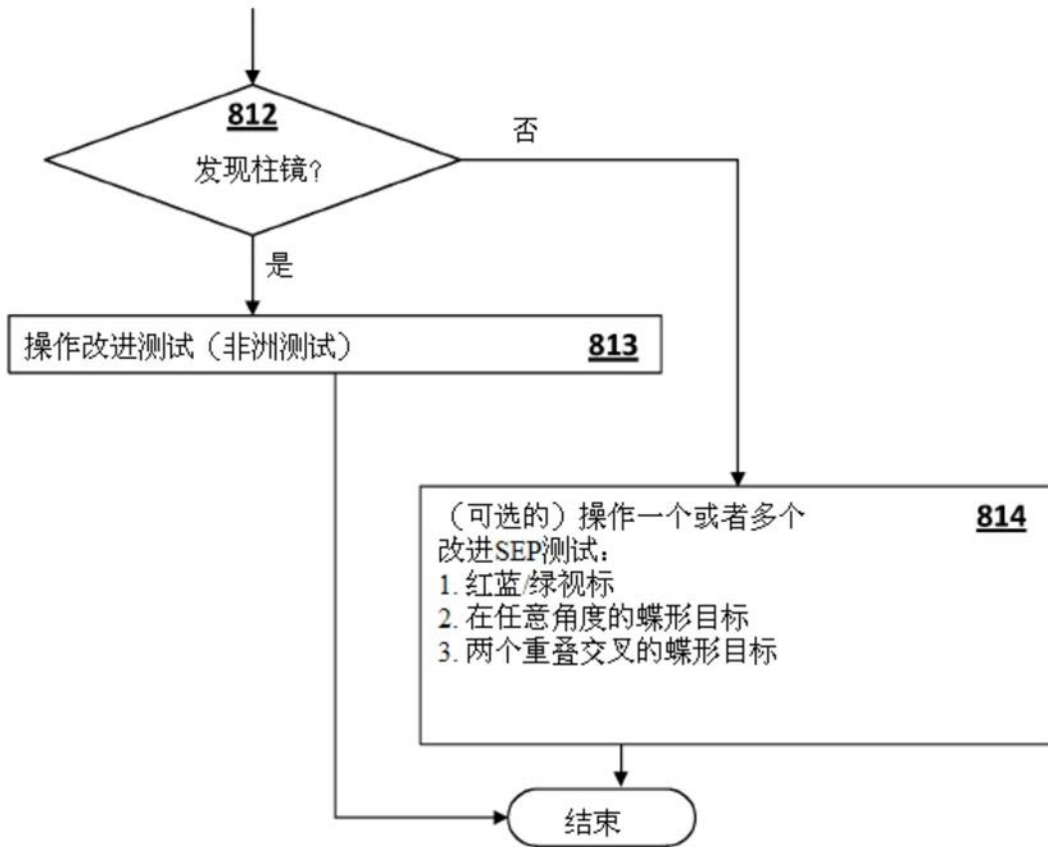 812
发现柱镜?
否
是
操作改进测试（非洲测试） 813
（可选的）操作一个或者多个 814
改进SEP测试：
1. 红蓝/绿视标
2. 在任意角度的蝶形目标
3. 两个重叠交叉的蝶形目标
结束